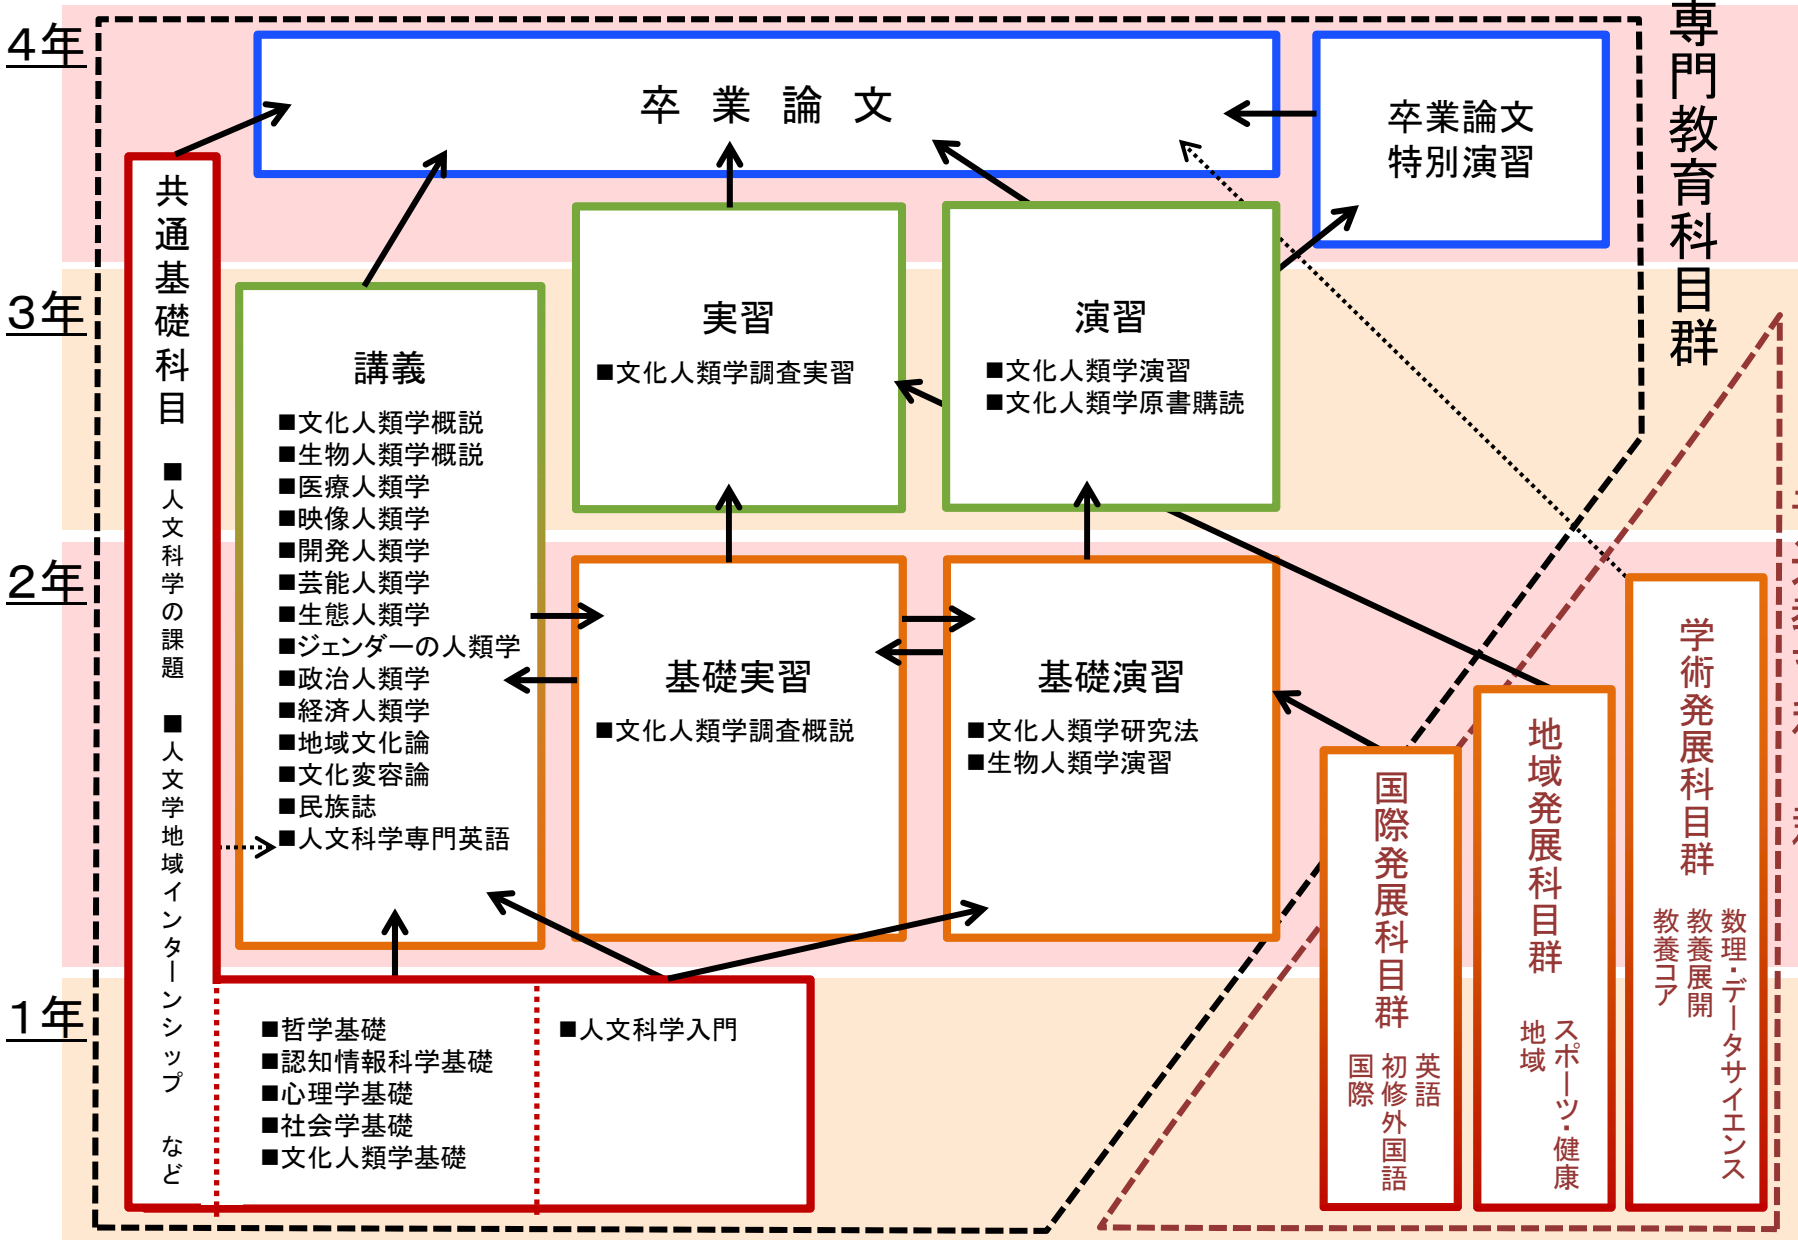 4年
卒業論文
卒業論文
特別演習
専門教育科目群
共通基礎科目 ■人文科学の課題 ■人文学地域インターンシップ など
3年
講義
■文化人類学概説
■生物人類学概説
■医療人類学
■映像人類学
■開発人類学
■芸能人類学
■生態人類学
■ジェンダーの人類学
■政治人類学
■経済人類学
■地域文化論
■文化変容論
■民族誌
■人文科学専門英語
実習
■文化人類学調査実習
演習
■文化人類学演習
■文化人類学原書購読
2年
基礎実習
■文化人類学調査概説
基礎演習
■文化人類学研究法
■生物人類学演習
国際発展科目群
英語
初修外国語
国際
地域発展科目群
スポーツ・健康
地域
学術発展科目群
数理・データサイエンス
教養展開
教養コア
1年
■哲学基礎
■認知情報科学基礎
■心理学基礎
■社会学基礎
■文化人類学基礎
■人文科学入門